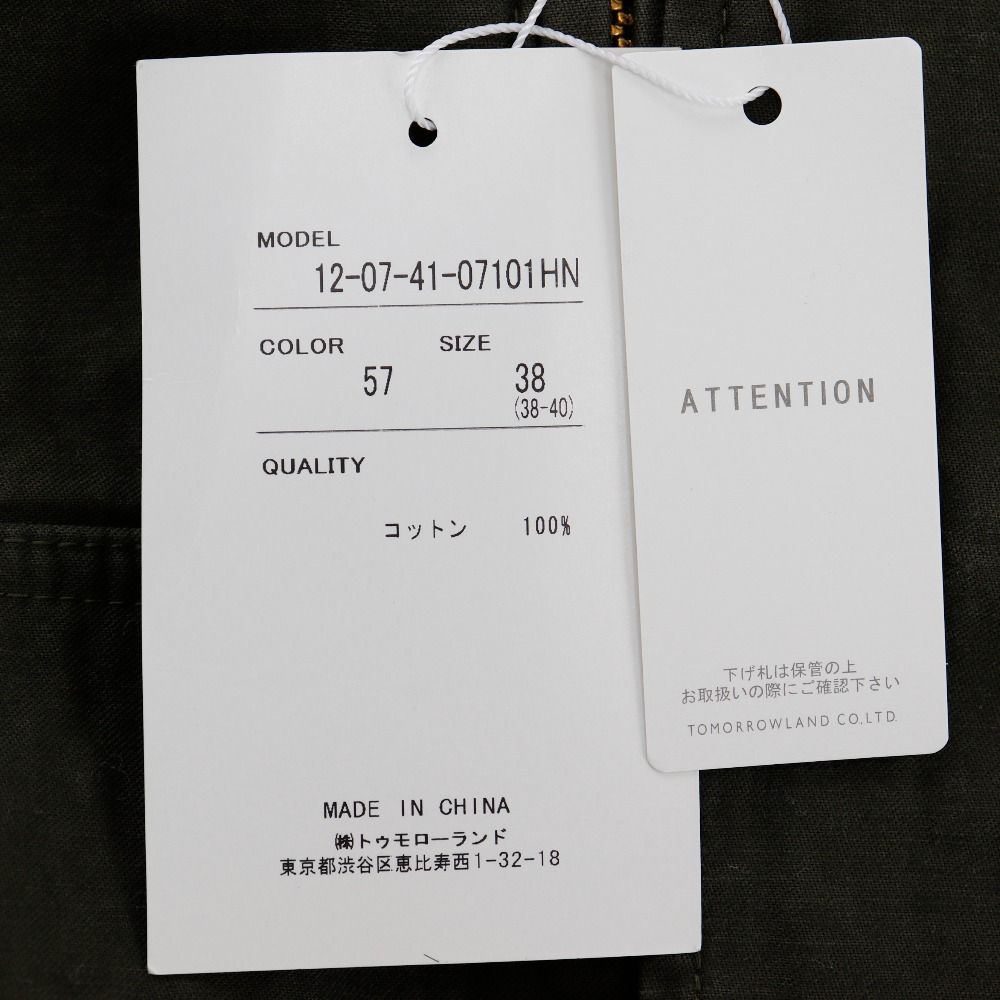 MODEL
12-07-41-07101HN
COLOR SIZE
57 38
(38-40)
QUALITY
コットン 100%
MADE IN CHINA
㈱トゥモローランド
東京都渋谷区恵比寿西1-32-18
ATTENTION
下げ札は保管の上
お取扱いの際にご確認下さい
TOMORROWLAND CO.,LTD.